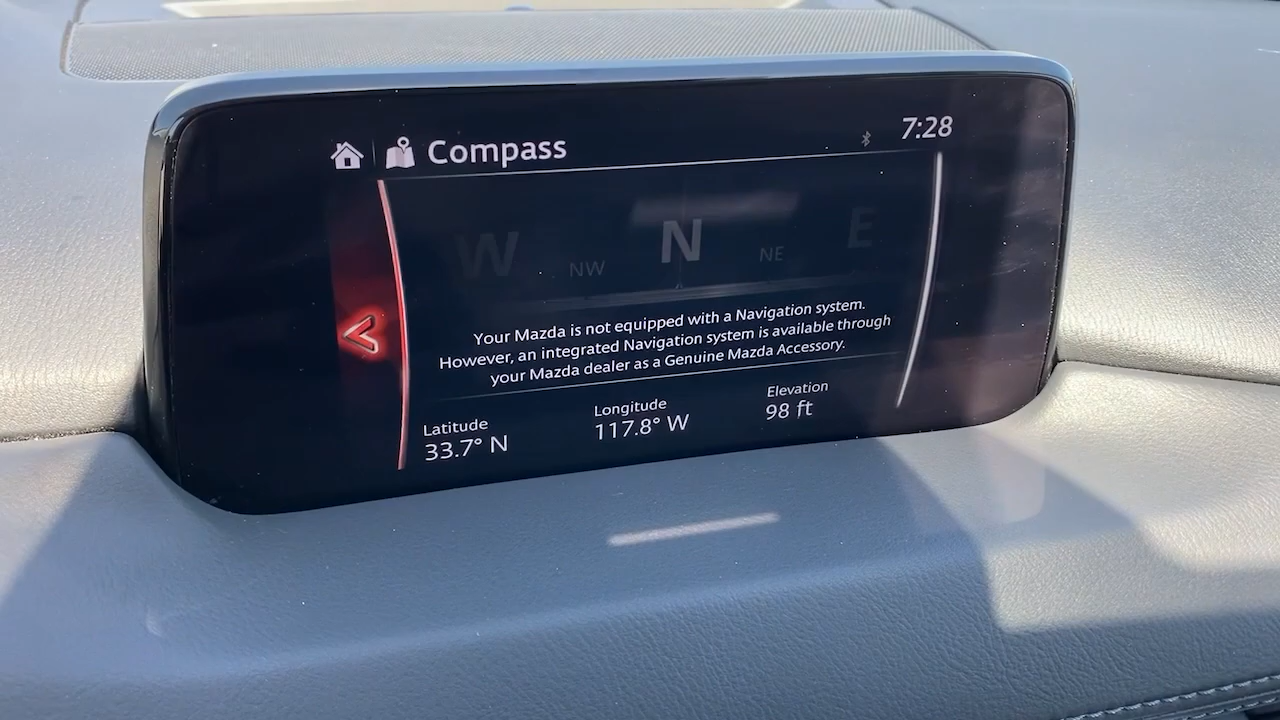 Compass
7:28
W NW N NE E
Your Mazda is not equipped with a Navigation system.
However, an integrated Navigation system is available through
your Mazda dealer as a Genuine Mazda Accessory.
Latitude Longitude Elevation
33.7° N 117.8° W 98 ft